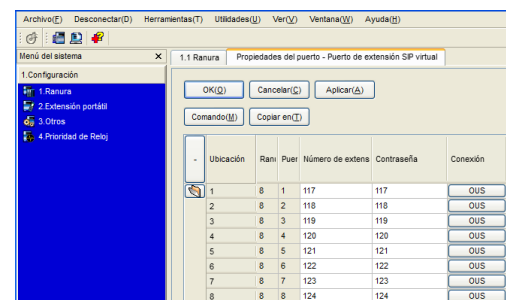 Archivo(F) Desconectar(D) Herramientas(T) Utilidades(U) Ver(V) Ventana(W) Ayuda(H)
Menú del sistema X
1.Configuración
1.Ranura
2.Extensión portátil
3.Otros
4.Prioridad de Reloj
1.1 Ranura Propiedades del puerto - Puerto de extensión SIP virtual
OK(O) Cancelar(C) Aplicar(A)
Comando(M) Copiar en(T)
- Ubicación Ran Puer Número de extens Contraseña Conexión
1 8 1 117 117 OUS
2 8 2 118 118 OUS
3 8 3 119 119 OUS
4 8 4 120 120 OUS
5 8 5 121 121 OUS
6 8 6 122 122 OUS
7 8 7 123 123 OUS
8 8 8 124 124 OUS